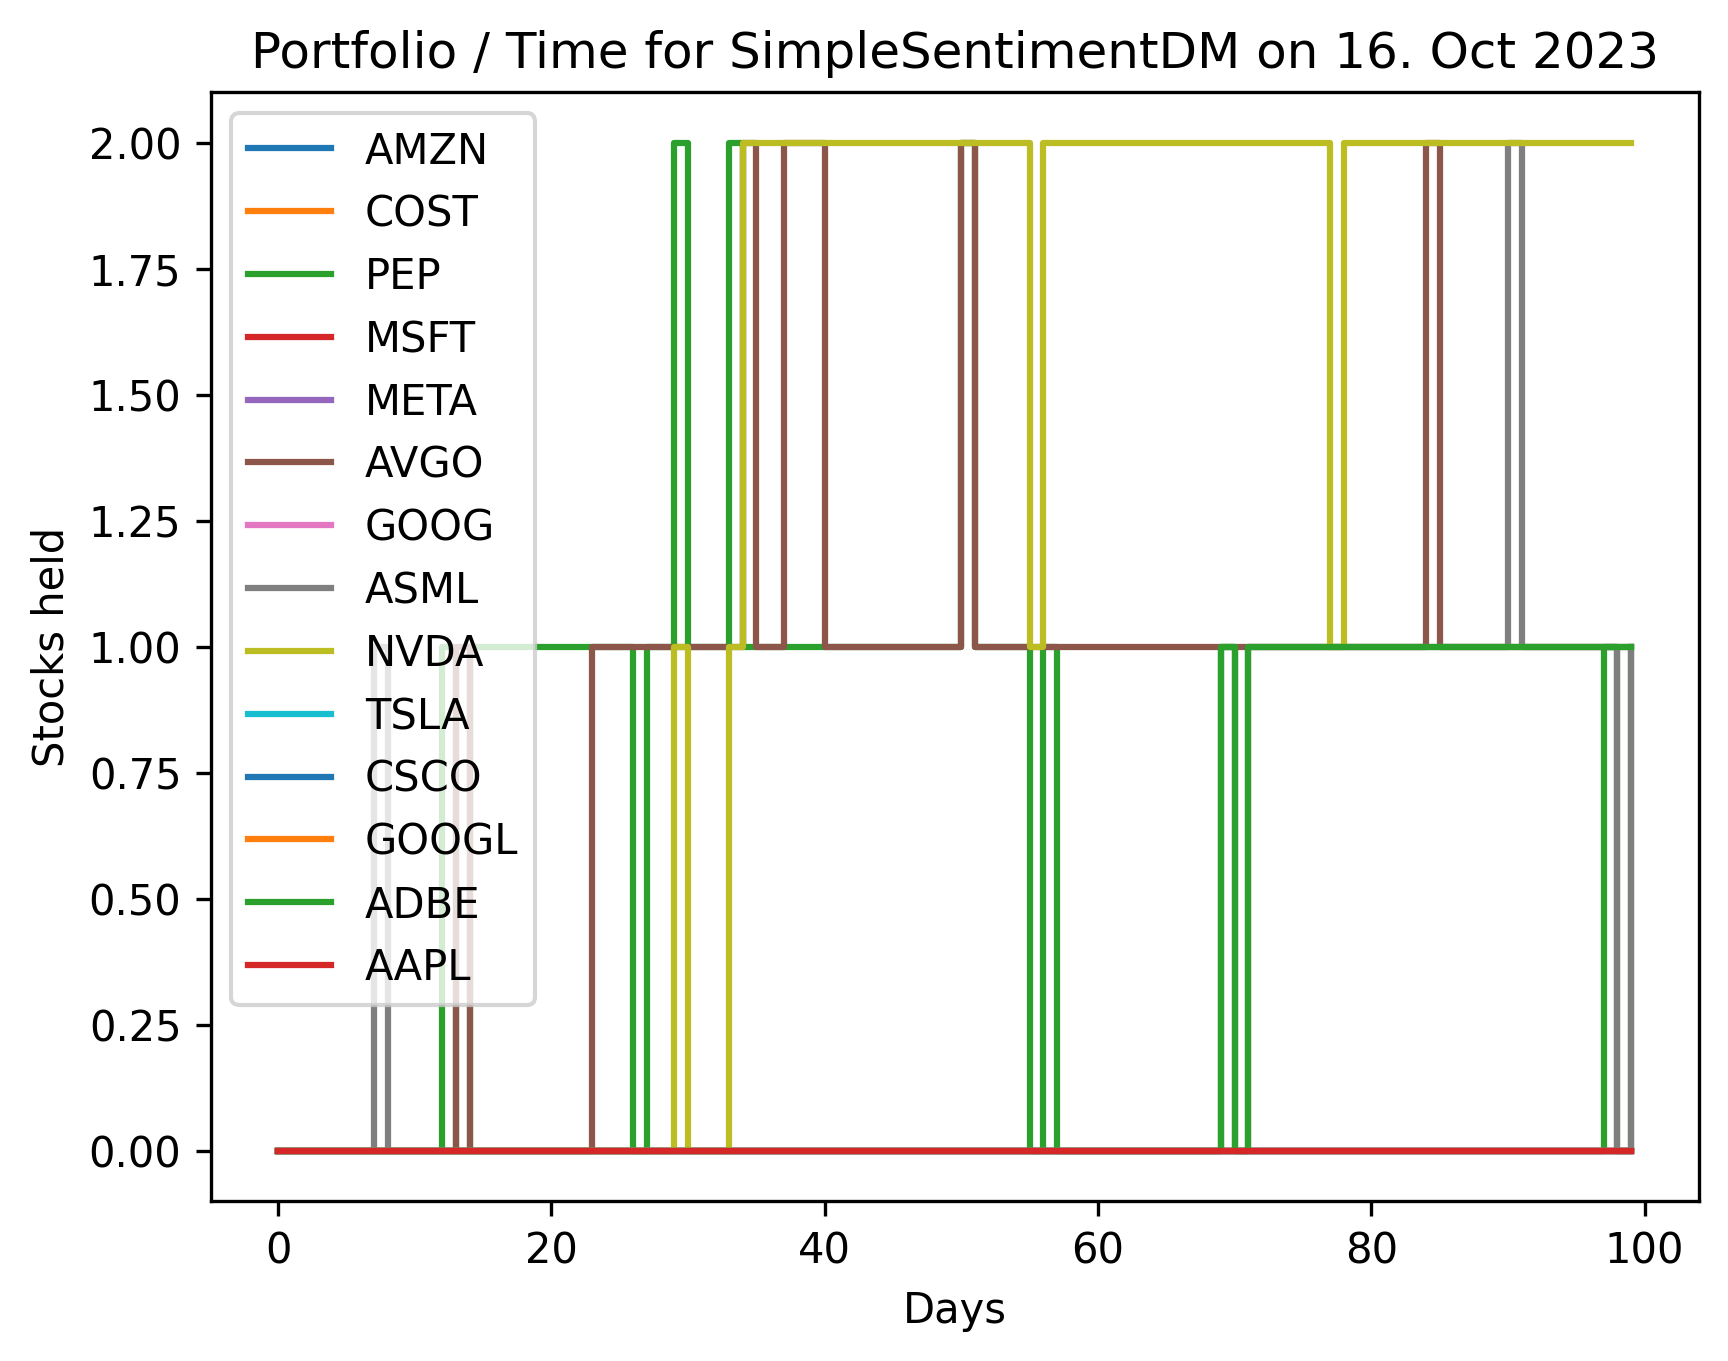 Portfolio / Time for SimpleSentimentDM on 16. Oct 2023
2.00
1.75
1.50
1.25
1.00
0.75
0.50
0.25
0.00
Stocks held
AMZN
COST
PEP
MSFT
META
AVGO
GOOG
ASML
NVDA
TSLA
CSCO
GOOGL
ADBE
AAPL
0 20 40 60 80 100
Days